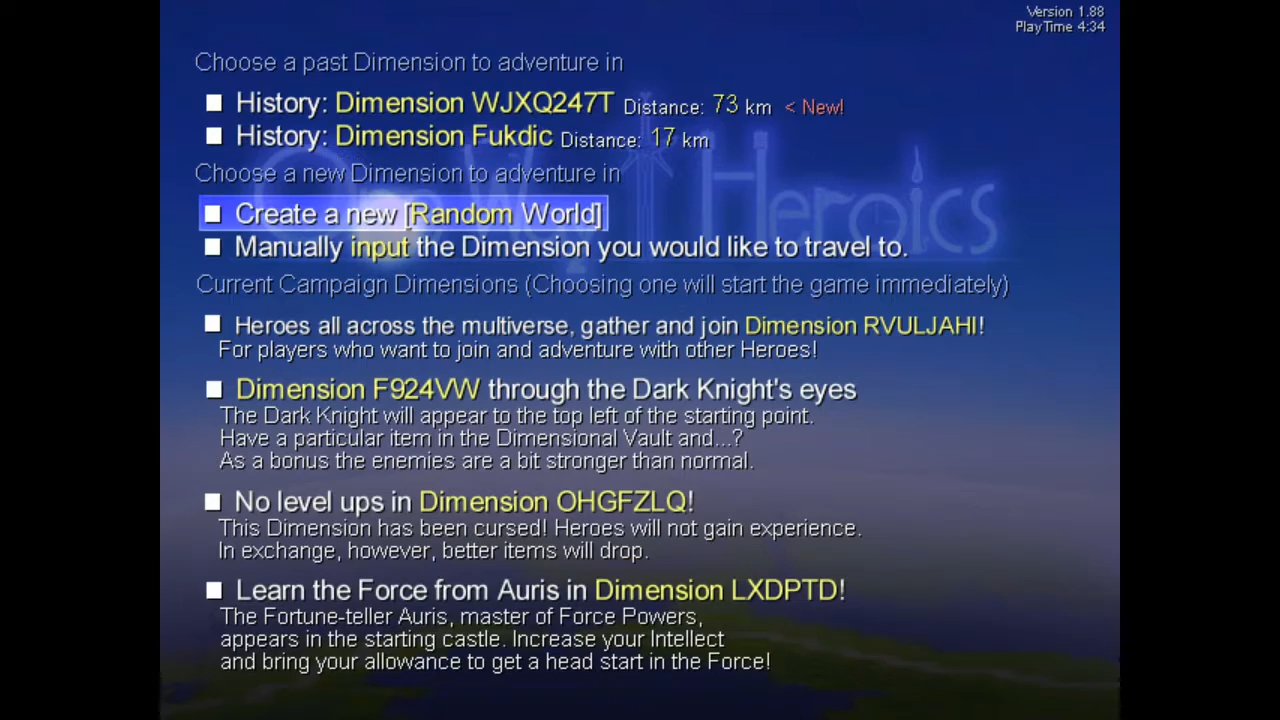 Version 1.88
PlayTime 4:34
Choose a past Dimension to adventure in
History: Dimension WJXQ247T Distance: 73 km < New!
History: Dimension Fukdic Distance: 17 km
Choose a new Dimension to adventure in
One Way Heroics
Create a new [Random World]
Manually input the Dimension you would like to travel to.
Current Campaign Dimensions (Choosing one will start the game immediately)
Heroes all across the multiverse, gather and join Dimension RVULJAHI!
For players who want to join and adventure with other Heroes!
Dimension F924VW through the Dark Knight's eyes
The Dark Knight will appear to the top left of the starting point.
Have a particular item in the Dimensional Vault and...?
As a bonus the enemies are a bit stronger than normal.
No level ups in Dimension OHGFZLQ!
This Dimension has been cursed! Heroes will not gain experience.
In exchange, however, better items will drop.
Learn the Force from Auris in Dimension LXDPTD!
The Fortune-teller Auris, master of Force Powers,
appears in the starting castle. Increase your Intellect
and bring your allowance to get a head start in the Force!